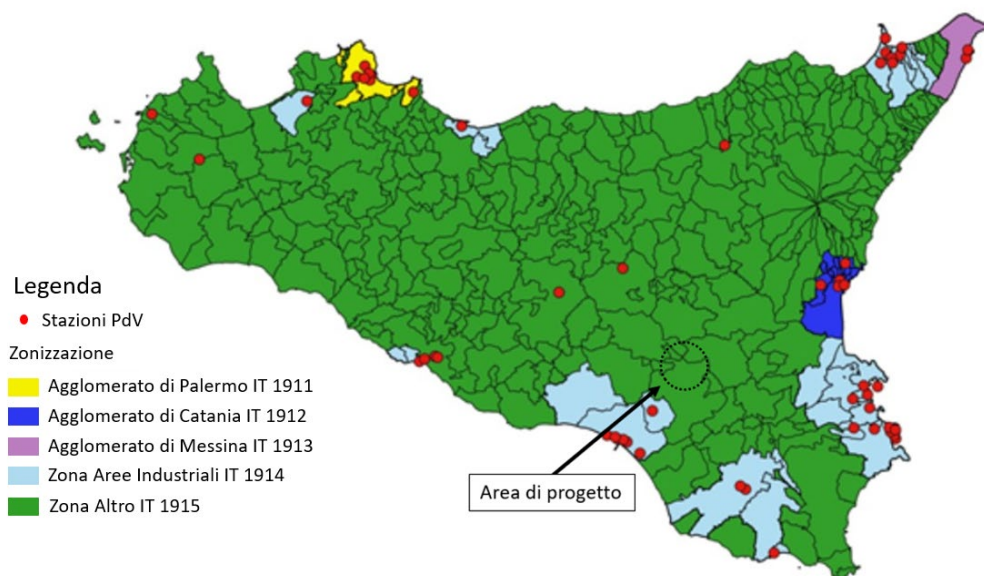 Legenda
Stazioni PdV
Zonizzazione
Agglomerato di Palermo IT 1911
Agglomerato di Catania IT 1912
Agglomerato di Messina IT 1913
Zona Aree Industriali IT 1914
Zona Altro IT 1915
Area di progetto